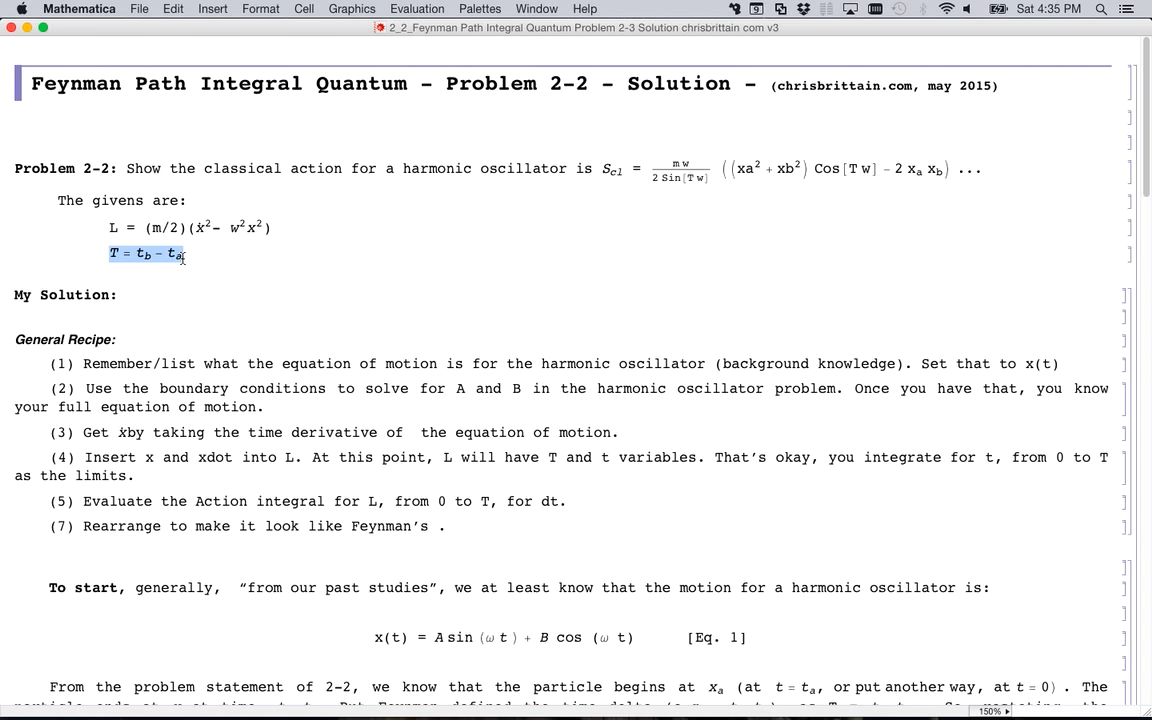 Mathematica File Edit Insert Format Cell Graphics Evaluation Palettes Window Help 9 Sat 4:35 PM
2_2_Feynman Path Integral Quantum Problem 2-3 Solution chrisbrittain com v3
Feynman Path Integral Quantum – Problem 2-2 – Solution – (chrisbrittain.com, may 2015)
Problem 2-2: Show the classical action for a harmonic oscillator is S_cl = m w / 2 Sin[T w] ((xa² + xb²) Cos[T w] − 2 x_a x_b) ...
The givens are:
L = (m/2)(ẋ²− w²x²)
T = t_b − t_a
My Solution:
General Recipe:
(1) Remember/list what the equation of motion is for the harmonic oscillator (background knowledge). Set that to x(t)
(2) Use the boundary conditions to solve for A and B in the harmonic oscillator problem. Once you have that, you know
your full equation of motion.
(3) Get ẋby taking the time derivative of the equation of motion.
(4) Insert x and xdot into L. At this point, L will have T and t variables. That's okay, you integrate for t, from 0 to T
as the limits.
(5) Evaluate the Action integral for L, from 0 to T, for dt.
(7) Rearrange to make it look like Feynman's .
To start, generally, “from our past studies”, we at least know that the motion for a harmonic oscillator is:
x(t) = A sin (ω t) + B cos (ω t) [Eq. 1]
From the problem statement of 2-2, we know that the particle begins at x_a (at t = t_a, or put another way, at t = 0) . The
150%